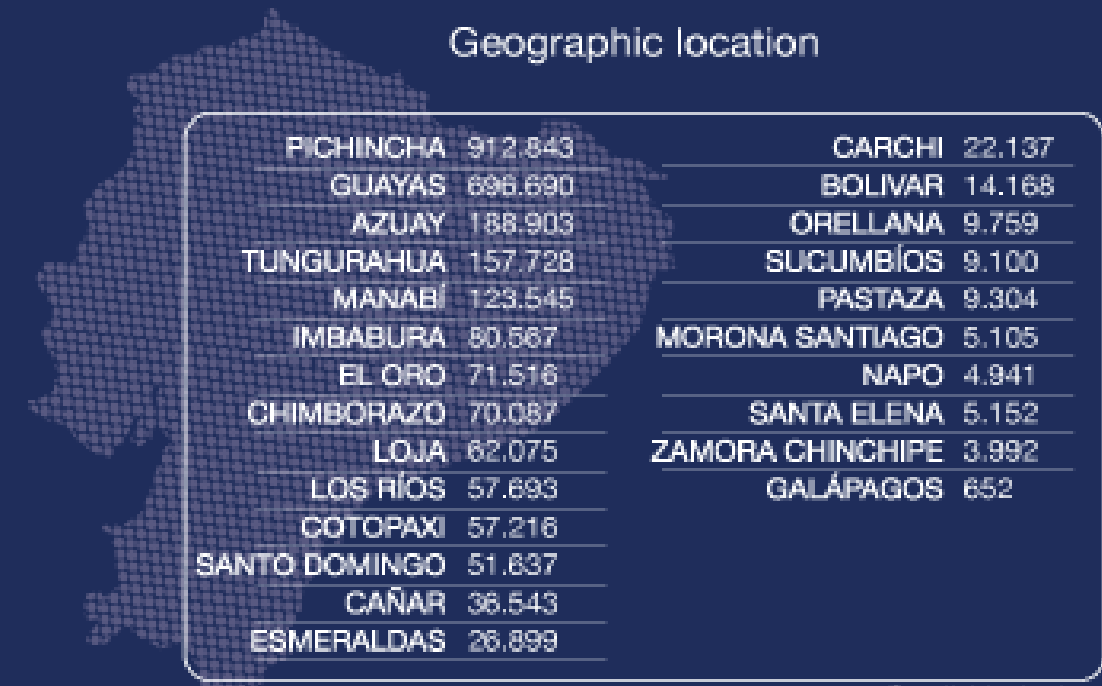 Geographic location
PICHINCHA 912.843
GUAYAS 696.690
AZUAY 188.903
TUNGURAHUA 157.728
MANABÍ 123.545
IMBABURA 80.567
EL ORO 71.516
CHIMBORAZO 70.087
LOJA 62.075
LOS RÍOS 57.693
COTOPAXI 57.216
SANTO DOMINGO 51.637
CAÑAR 36.543
ESMERALDAS 26.899
CARCHI 22.137
BOLIVAR 14.168
ORELLANA 9.759
SUCUMBÍOS 9.100
PASTAZA 9.304
MORONA SANTIAGO 5.105
NAPO 4.941
SANTA ELENA 5.152
ZAMORA CHINCHIPE 3.992
GALÁPAGOS 652